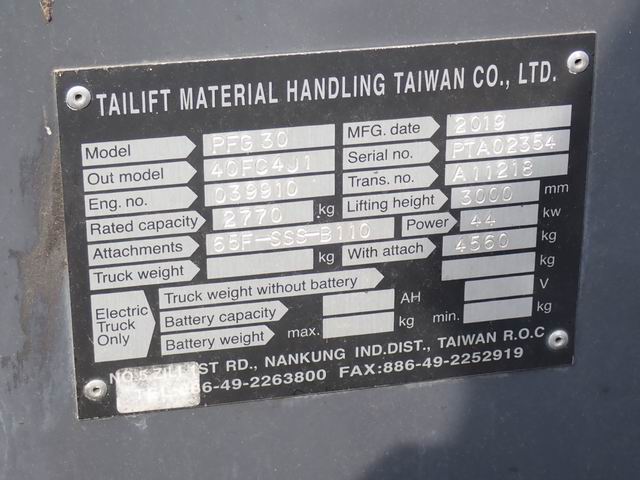 TAILIFT MATERIAL HANDLING TAIWAN CO., LTD.
Model PFG 30 MFG. date 2019
Out model 40FC4J1 Serial no. PTA02354
Eng. no. 039910 Trans. no. A11218
Rated capacity 2770 kg Lifting height 3000 mm
Attachments 65F-SSS-B110 Power 44 kw
Truck weight kg With attach 4560 kg
Electric Truck Only
Truck weight without battery kg
Battery capacity AH V
Battery weight max. kg min. kg
RD., NANKUNG IND.DIST., TAIWAN R.O.C
6-49-2263800 FAX:886-49-2252919